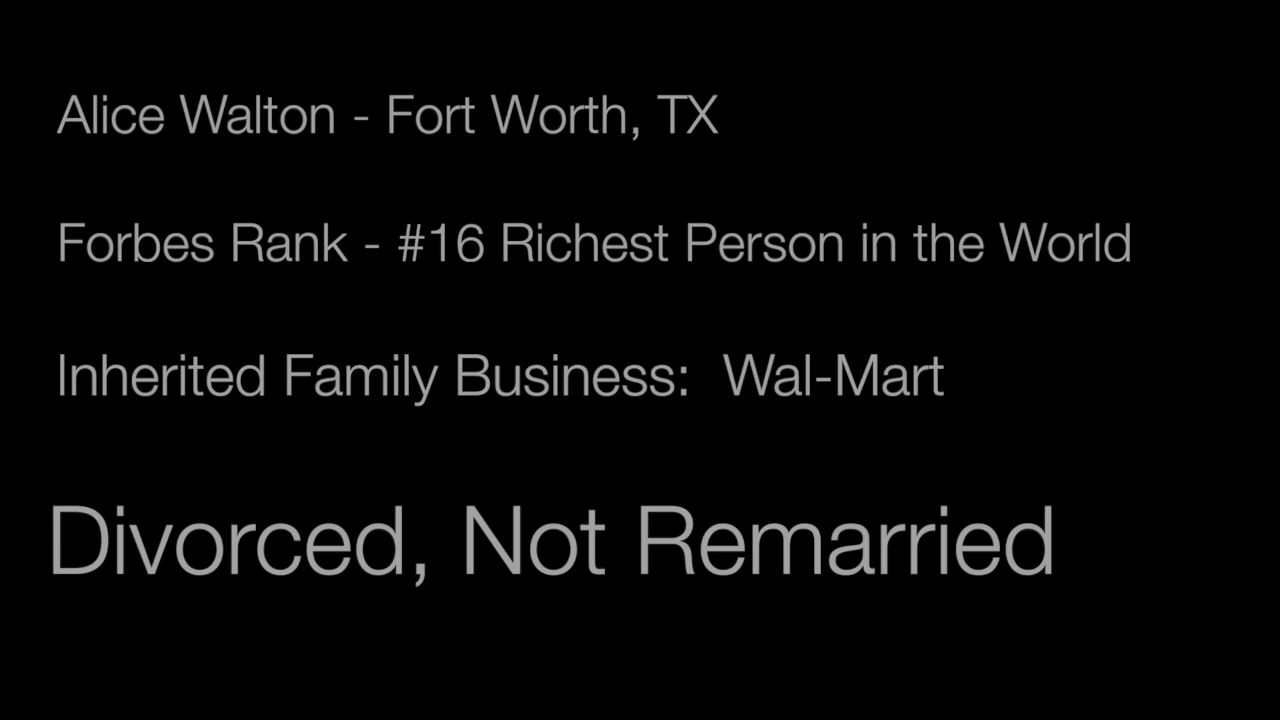 Alice Walton - Fort Worth, TX
Forbes Rank - #16 Richest Person in the World
Inherited Family Business:  Wal-Mart
Divorced, Not Remarried